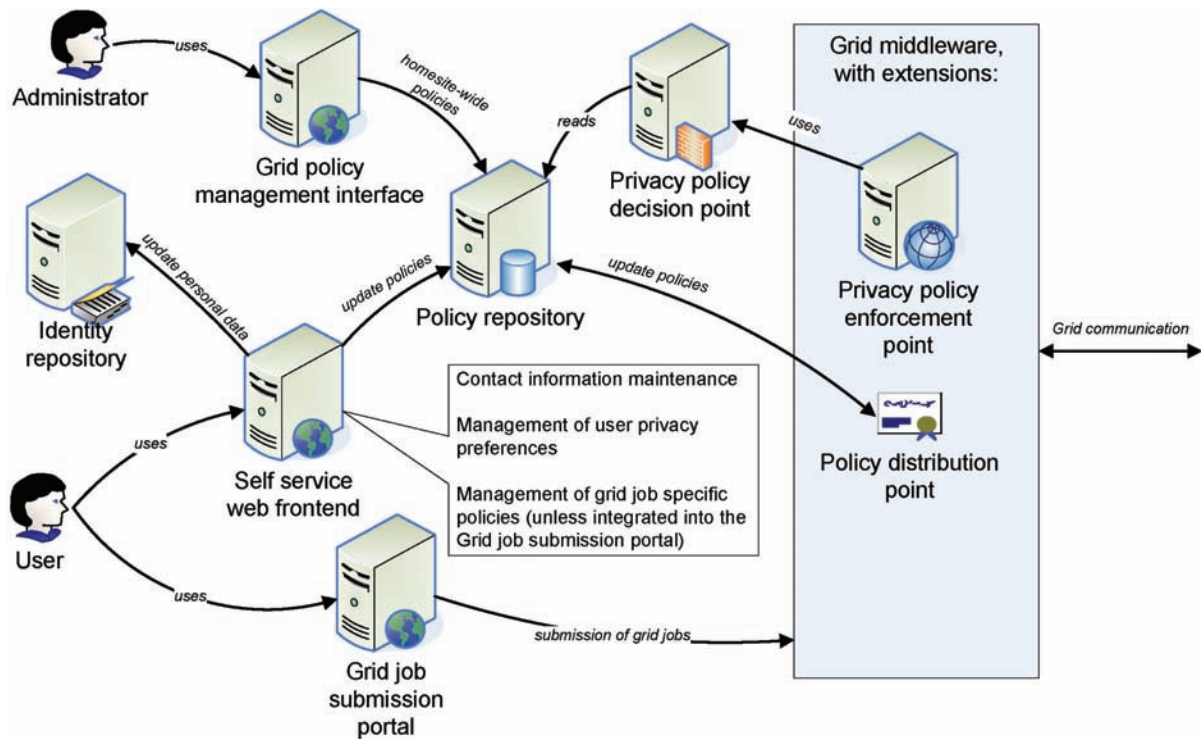 Administrator
uses
Grid policy
management interface
homesite-wide
policies
reads
Privacy policy
decision point
uses
Grid middleware,
with extensions:
Privacy policy
enforcement
point
Identity
repository
update personal data
update policies
Policy repository
update policies
Grid communication
Policy distribution
point
Contact information maintenance
Management of user privacy
preferences
Management of grid job specific
policies (unless integrated into the
Grid job submission portal)
uses
Self service
web frontend
User
uses
Grid job
submission
portal
submission of grid jobs